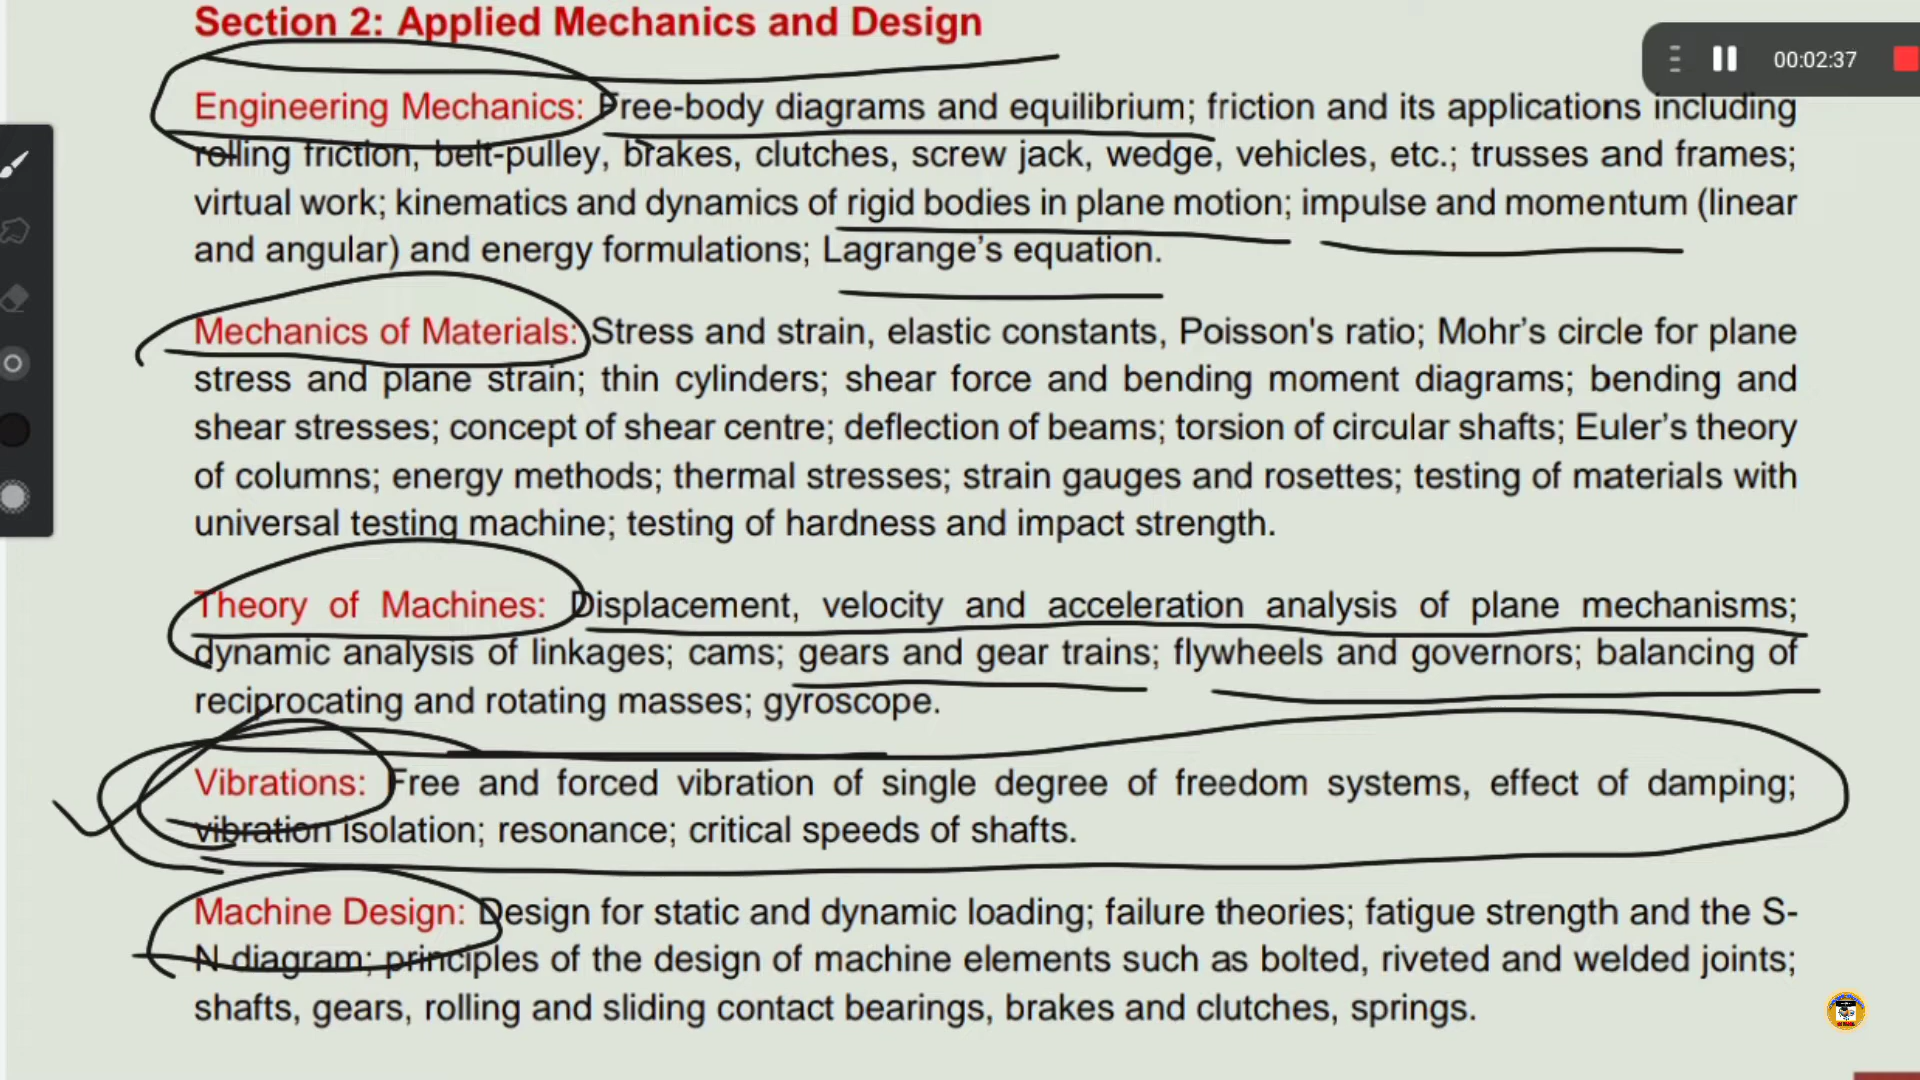 Section 2: Applied Mechanics and Design
00:02:37
Engineering Mechanics: Free-body diagrams and equilibrium; friction and its applications including
rolling friction, belt-pulley, brakes, clutches, screw jack, wedge, vehicles, etc.; trusses and frames;
virtual work; kinematics and dynamics of rigid bodies in plane motion; impulse and momentum (linear
and angular) and energy formulations; Lagrange's equation.
Mechanics of Materials: Stress and strain, elastic constants, Poisson's ratio; Mohr's circle for plane
stress and plane strain; thin cylinders; shear force and bending moment diagrams; bending and
shear stresses; concept of shear centre; deflection of beams; torsion of circular shafts; Euler's theory
of columns; energy methods; thermal stresses; strain gauges and rosettes; testing of materials with
universal testing machine; testing of hardness and impact strength.
Theory of Machines: Displacement, velocity and acceleration analysis of plane mechanisms;
dynamic analysis of linkages; cams; gears and gear trains; flywheels and governors; balancing of
reciprocating and rotating masses; gyroscope.
Vibrations: Free and forced vibration of single degree of freedom systems, effect of damping;
vibration isolation; resonance; critical speeds of shafts.
Machine Design: Design for static and dynamic loading; failure theories; fatigue strength and the S-
N diagram; principles of the design of machine elements such as bolted, riveted and welded joints;
shafts, gears, rolling and sliding contact bearings, brakes and clutches, springs.